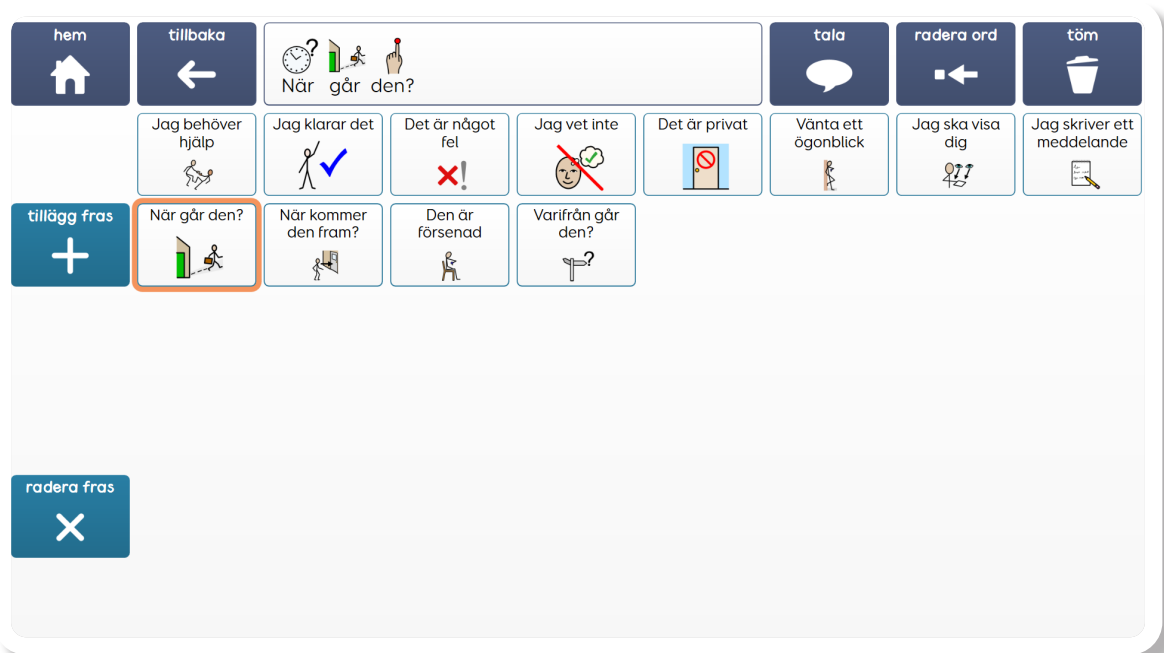 hem
tillbaka
När går den?
tala
radera ord
töm
Jag behöver
hjälp
Jag klarar det
Det är något
fel
Jag vet inte
Det är privat
Vänta ett
ögonblick
Jag ska visa
dig
Jag skriver ett
meddelande
tillägg fras
När går den?
När kommer
den fram?
Den är
försenad
Varifrån går
den?
radera fras